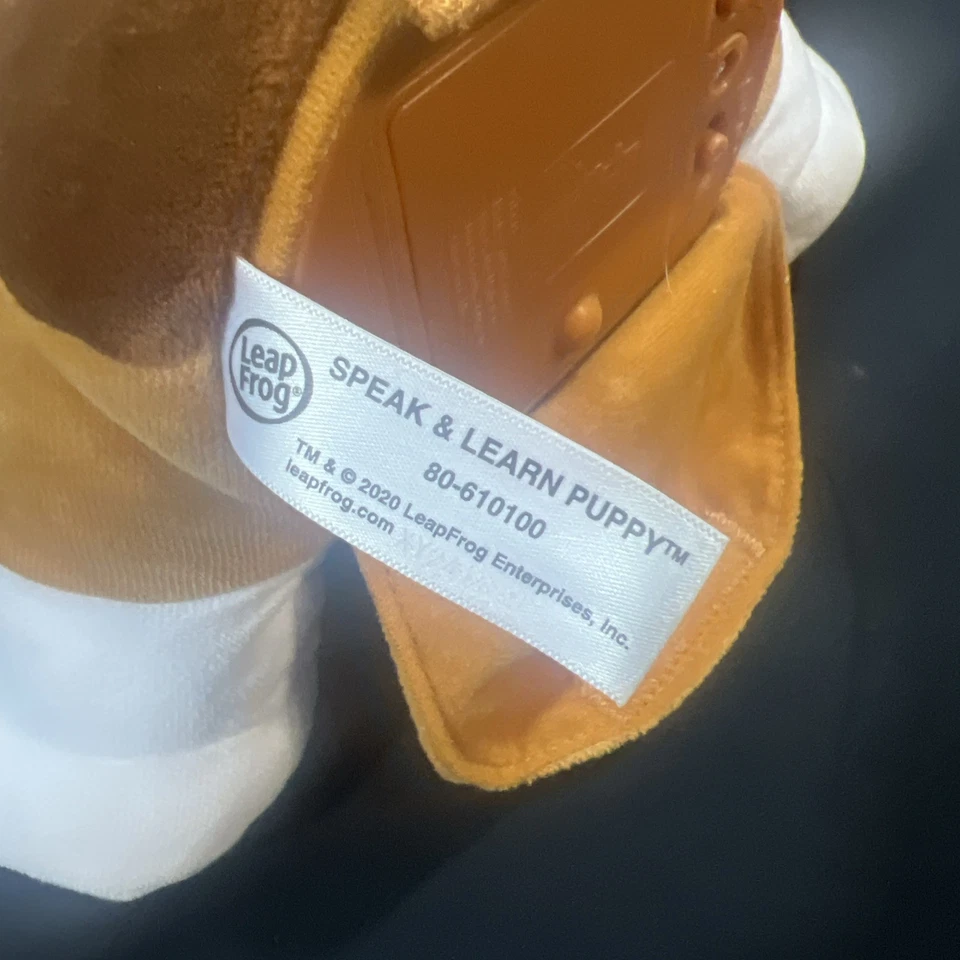 Leap
Frog®
SPEAK & LEARN PUPPY™
80-610100
TM & © 2020 LeapFrog Enterprises, Inc.
leapfrog.com